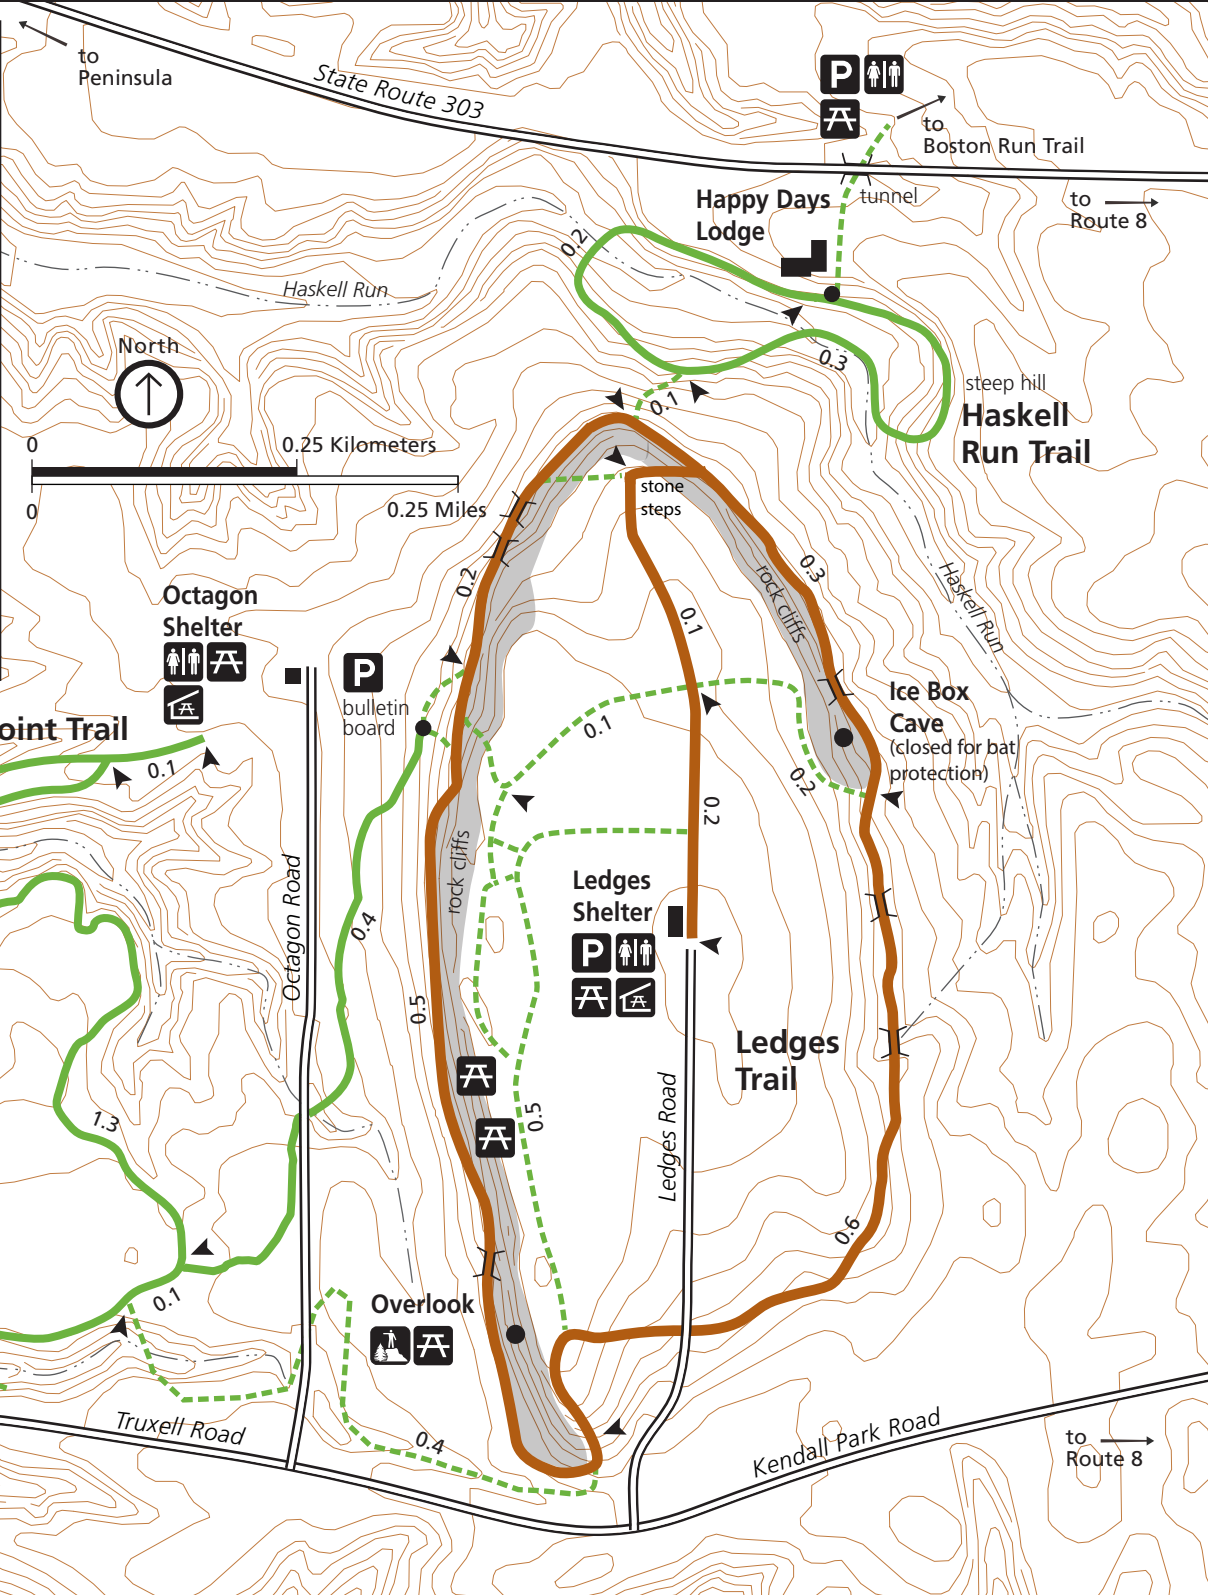 to
Peninsula
State Route 303
P
to
Boston Run Trail
Happy Days
Lodge
tunnel
to
Route 8
0.2
Haskell Run
North
0.3
steep hill
Haskell
Run Trail
0.1
0
0.25 Kilometers
0
0.25 Miles
stone
steps
0.2
0.3
rock cliffs
Haskell Run
Octagon
Shelter
0.1
P
bulletin
board
Ice Box
Cave
(closed for bat
protection)
oint Trail
0.1
0.1
0.2
0.2
rock cliffs
Ledges
Shelter
P
Octagon Road
0.4
0.5
Ledges
Trail
1.3
0.5
Ledges Road
0.6
0.1
Overlook
Truxell Road
0.4
Kendall Park Road
to
Route 8